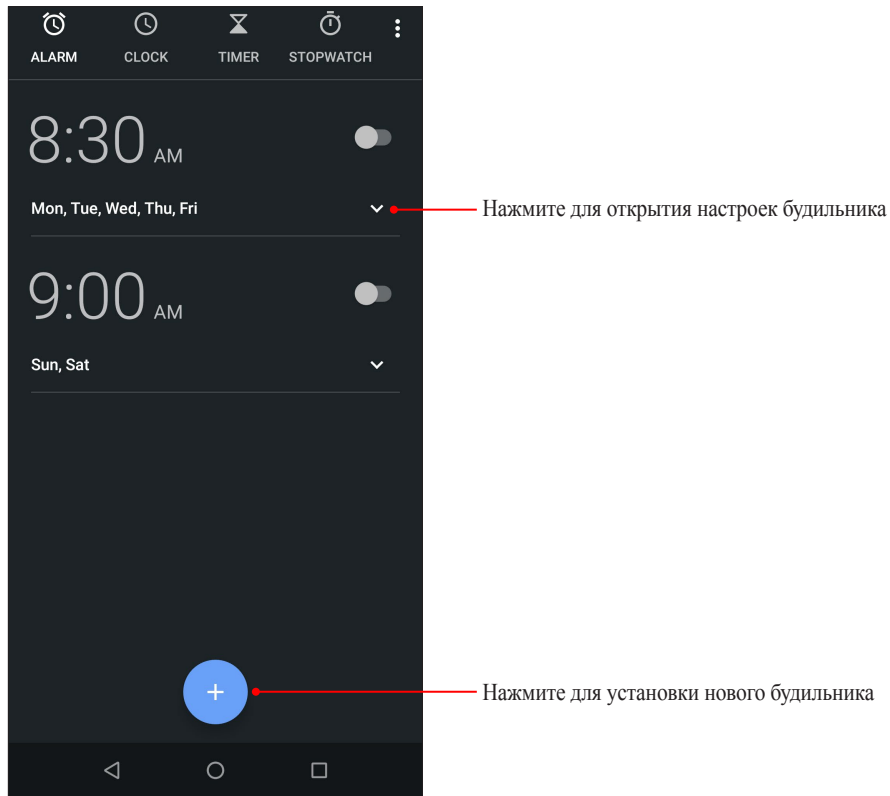 ALARM CLOCK TIMER STOPWATCH
8:30 AM
Mon, Tue, Wed, Thu, Fri
Нажмите для открытия настроек будильника
9:00 AM
Sun, Sat
+
Нажмите для установки нового будильника